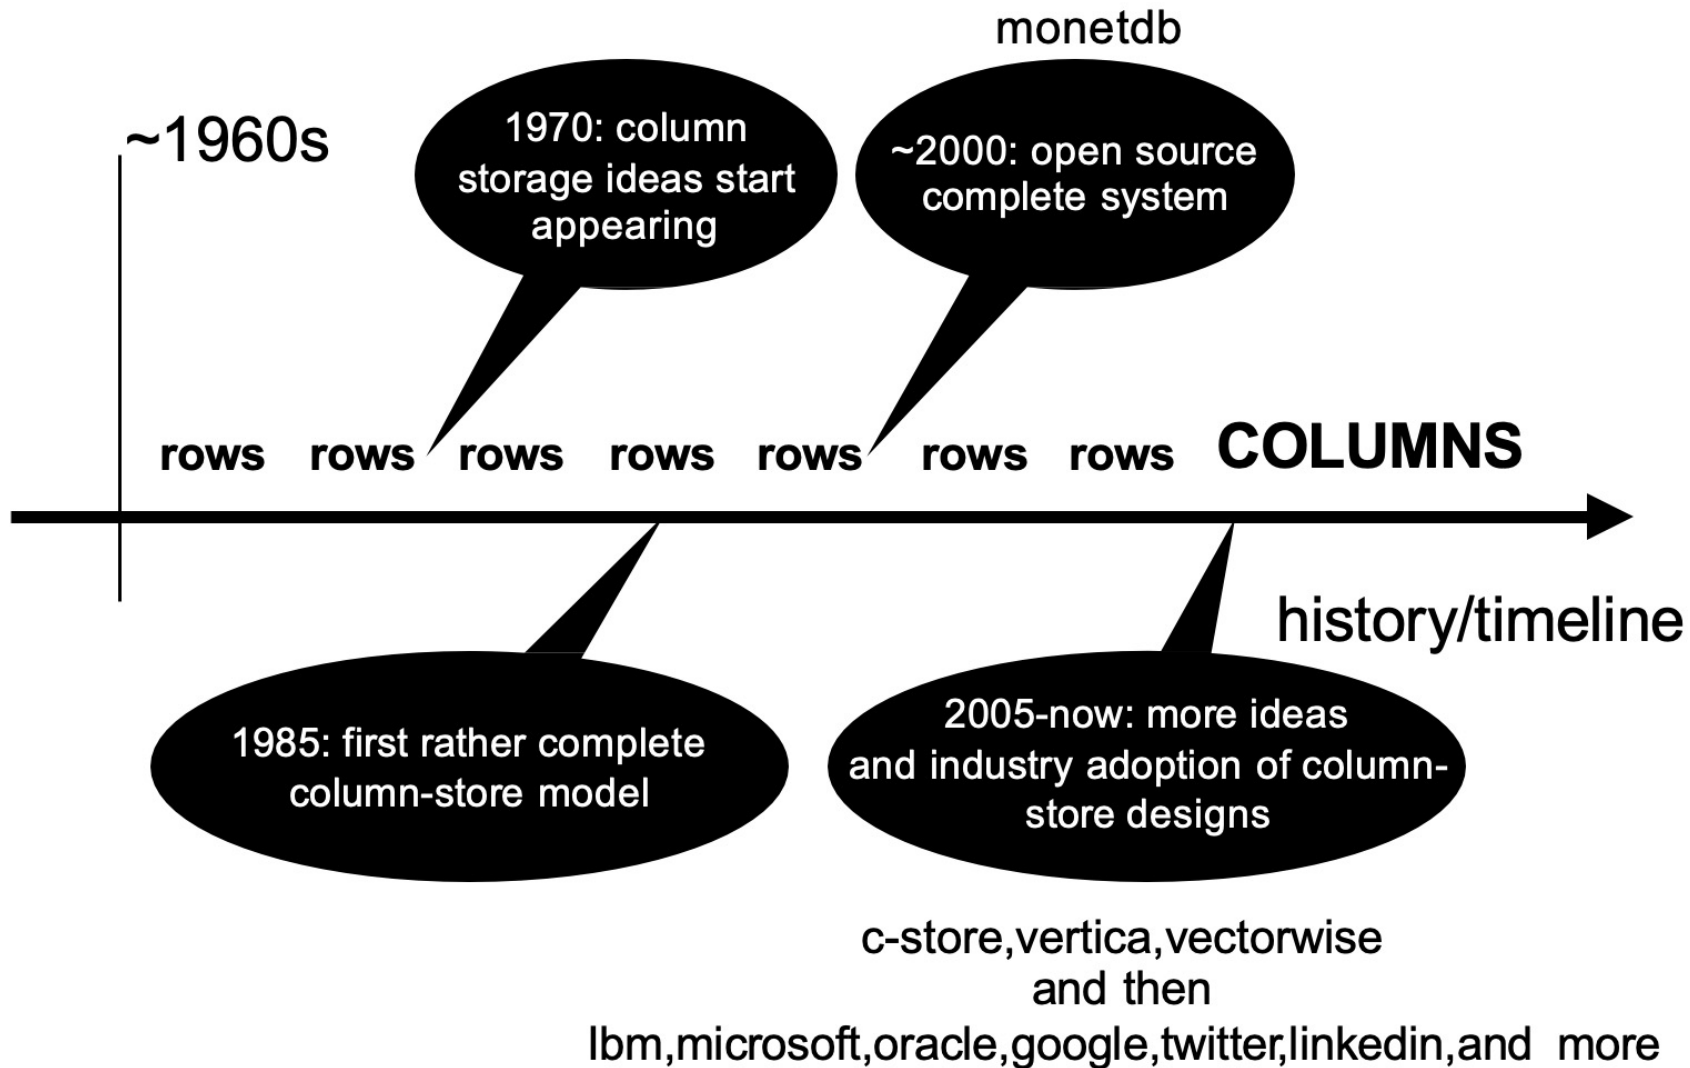 monetdb
~1960s
1970: column
storage ideas start
appearing
~2000: open source
complete system
rows rows rows rows rows rows rows COLUMNS
history/timeline
1985: first rather complete
column-store model
2005-now: more ideas
and industry adoption of column-
store designs
c-store,vertica,vectorwise
and then
Ibm,microsoft,oracle,google,twitter,linkedin,and more